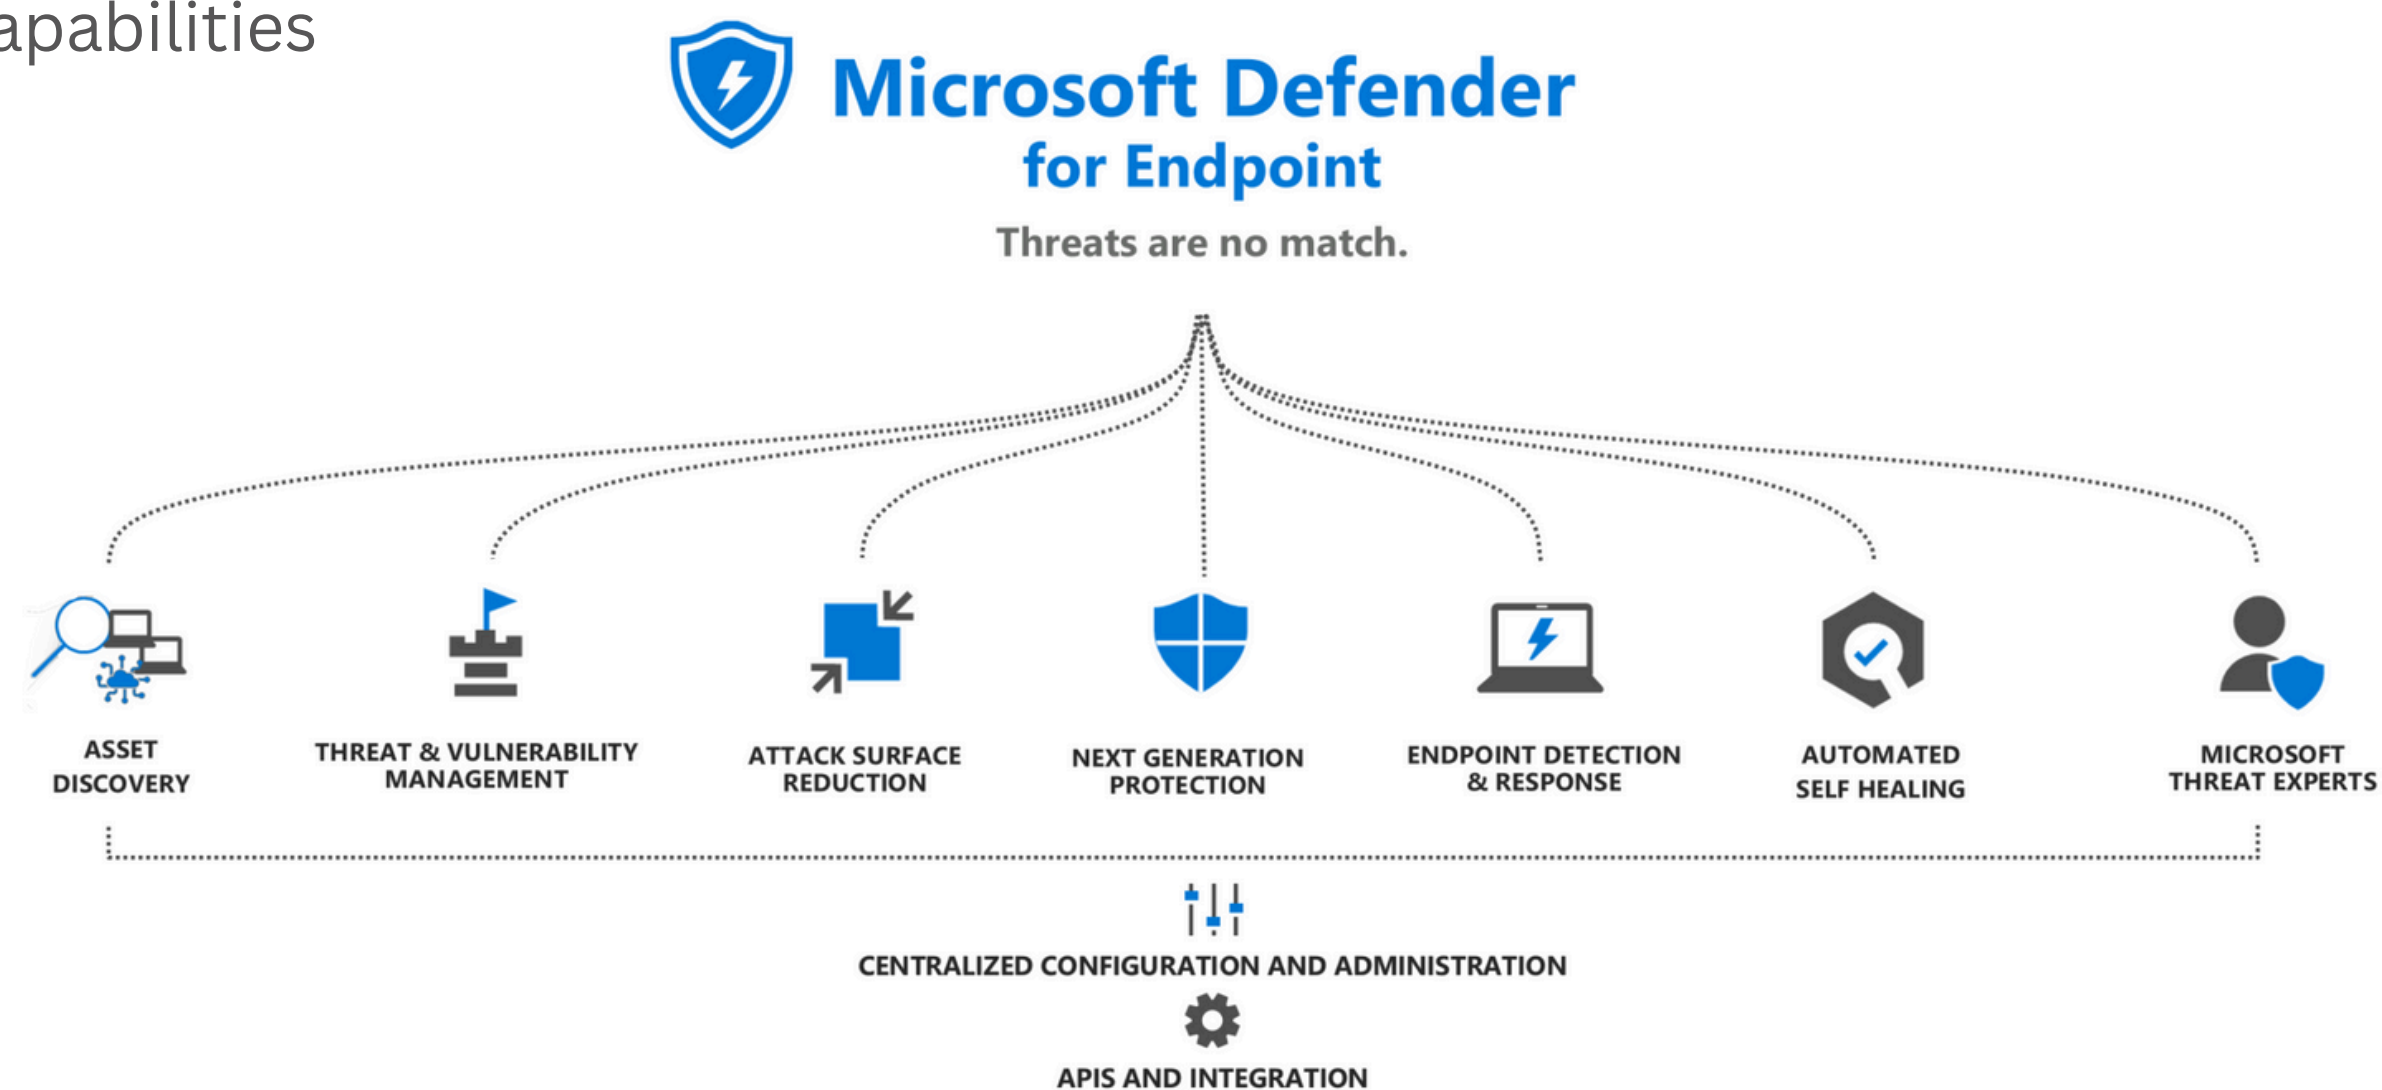 apabilities
Microsoft Defender
for Endpoint
Threats are no match.
ASSET
DISCOVERY
THREAT & VULNERABILITY
MANAGEMENT
ATTACK SURFACE
REDUCTION
NEXT GENERATION
PROTECTION
ENDPOINT DETECTION
& RESPONSE
AUTOMATED
SELF HEALING
MICROSOFT
THREAT EXPERTS
CENTRALIZED CONFIGURATION AND ADMINISTRATION
APIS AND INTEGRATION